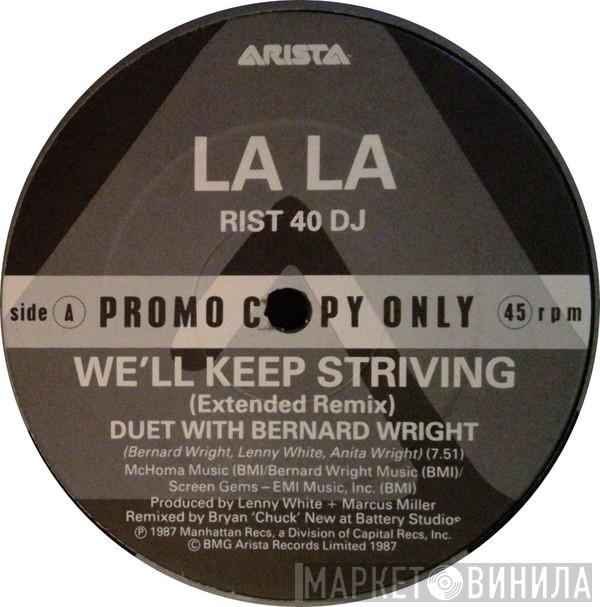 ARISTA
LA LA
RIST 40 DJ
side A PROMO COPY ONLY 45 rpm
WE'LL KEEP STRIVING
(Extended Remix)
DUET WITH BERNARD WRIGHT
(Bernard Wright, Lenny White, Anita Wright) (7.51)
McHoma Music (BMI/Bernard Wright Music (BMI)/
Screen Gems – EMI Music, Inc. (BMI)
Produced by Lenny White + Marcus Miller
Remixed by Bryan 'Chuck' New at Battery Studios
℗ 1987 Manhattan Recs, a Division of Capital Recs, Inc.
© BMG Arista Records Limited 1987
МАРКЕТ ВИНИЛА